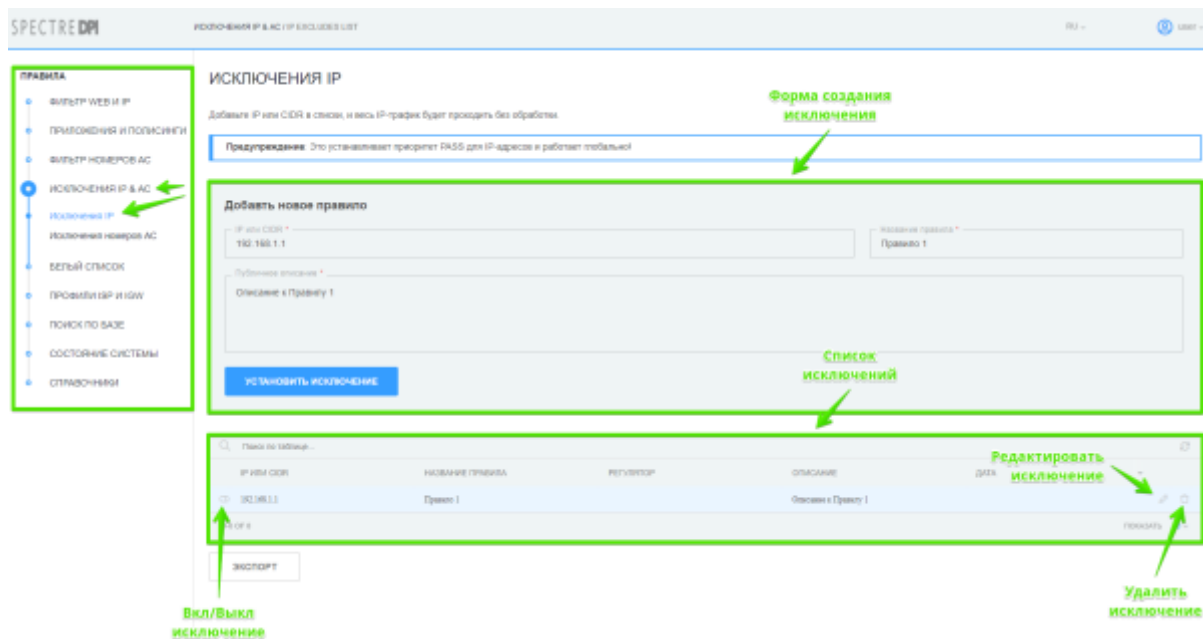 SPECTRE DPI
ИСКЛЮЧЕНИЯ IP & AC / IP EXCLUDED LIST
RU
USER
ПРАВИЛА
ФИЛЬТР WEB И IP
ПРИЛОЖЕНИЯ И ПОЛИСИНГИ
ФИЛЬТР НОМЕРОВ АС
ИСКЛЮЧЕНИЯ IP & AC
Исключения IP
Исключения номеров АС
БЕЛЫЙ СПИСОК
ПРОФИЛИ ISP И IGW
ПОИСК ПО БАЗЕ
СОСТОЯНИЕ СИСТЕМЫ
СПРАВОЧНИКИ
ИСКЛЮЧЕНИЯ IP
Добавьте IP или CIDR в список, и весь IP-трафик будет проходить без обработки.
Предупреждение Это устанавливает приоритет PASS для IP-адресов и работает глобально!
Форма создания
исключения
Добавть новое правило
IP или CIDR *
192.168.1.1
Название правила *
Правило 1
Публичное описание *
Описание к Правилу 1
УСТАНОВИТЬ ИСКЛЮЧЕНИЕ
Список
исключений
Поиск по таблице...
IP ИЛИ CIDR
НАЗВАНИЕ ПРАВИЛА
РЕГУЛЯТОР
ОПИСАНИЕ
ДАТА
Редактировать
исключение
192.168.1.1
Правило 1
Описание к Правилу 1
OF
ПОКАЗАТЬ
ЭКСПОРТ
Вкл/Выкл
исключение
Удалить
исключение